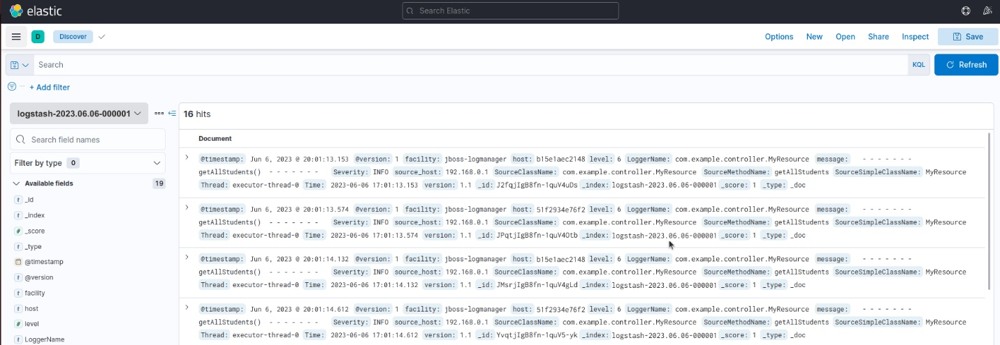 elastic
Search Elastic
D Discover
Options New Open Share Inspect Save
Search KQL Refresh
+ Add filter
logstash-2023.06.06-000001
16 hits
Search field names
Document
Filter by type 0
Available fields 19
t _id
t _index
# _score
t _type
@timestamp
t @version
t facility
t host
# level
t LoggerName
@timestamp: Jun 6, 2023 @ 20:01:13.153 @version: 1 facility: jboss-logmanager host: b15e1aec2148 level: 6 LoggerName: com.example.controller.MyResource message: - - - - - - -
getAllStudents() - - - - - - - Severity: INFO source_host: 192.168.0.1 SourceClassName: com.example.controller.MyResource SourceMethodName: getAllStudents SourceSimpleClassName: MyResource
Thread: executor-thread-0 Time: 2023-06-06 17:01:13.153 version: 1.1 _id: J2fqjIgB8fn-1quV4uDs _index: logstash-2023.06.06-000001 _score: 1 _type: _doc
@timestamp: Jun 6, 2023 @ 20:01:13.574 @version: 1 facility: jboss-logmanager host: 51f2934e76f2 level: 6 LoggerName: com.example.controller.MyResource message: - - - - - - -
getAllStudents() - - - - - - - Severity: INFO source_host: 192.168.0.1 SourceClassName: com.example.controller.MyResource SourceMethodName: getAllStudents SourceSimpleClassName: MyResource
Thread: executor-thread-0 Time: 2023-06-06 17:01:13.574 version: 1.1 _id: JPqtjIgB8fn-1quV4Otb _index: logstash-2023.06.06-000001 _score: 1 _type: _doc
@timestamp: Jun 6, 2023 @ 20:01:14.132 @version: 1 facility: jboss-logmanager host: b15e1aec2148 level: 6 LoggerName: com.example.controller.MyResource message: - - - - - - -
getAllStudents() - - - - - - - Severity: INFO source_host: 192.168.0.1 SourceClassName: com.example.controller.MyResource SourceMethodName: getAllStudents SourceSimpleClassName: MyResource
Thread: executor-thread-0 Time: 2023-06-06 17:01:14.132 version: 1.1 _id: JMsrjIgB8fn-1quV4gLd _index: logstash-2023.06.06-000001 _score: 1 _type: _doc
@timestamp: Jun 6, 2023 @ 20:01:14.612 @version: 1 facility: jboss-logmanager host: 51f2934e76f2 level: 6 LoggerName: com.example.controller.MyResource message: - - - - - - -
getAllStudents() - - - - - - - Severity: INFO source_host: 192.168.0.1 SourceClassName: com.example.controller.MyResource SourceMethodName: getAllStudents SourceSimpleClassName: MyResource
Thread: executor-thread-0 Time: 2023-06-06 17:01:14.612 version: 1.1 _id: YvqtjIgB8fn-1quV5-yk _index: logstash-2023.06.06-000001 _score: 1 _type: _doc